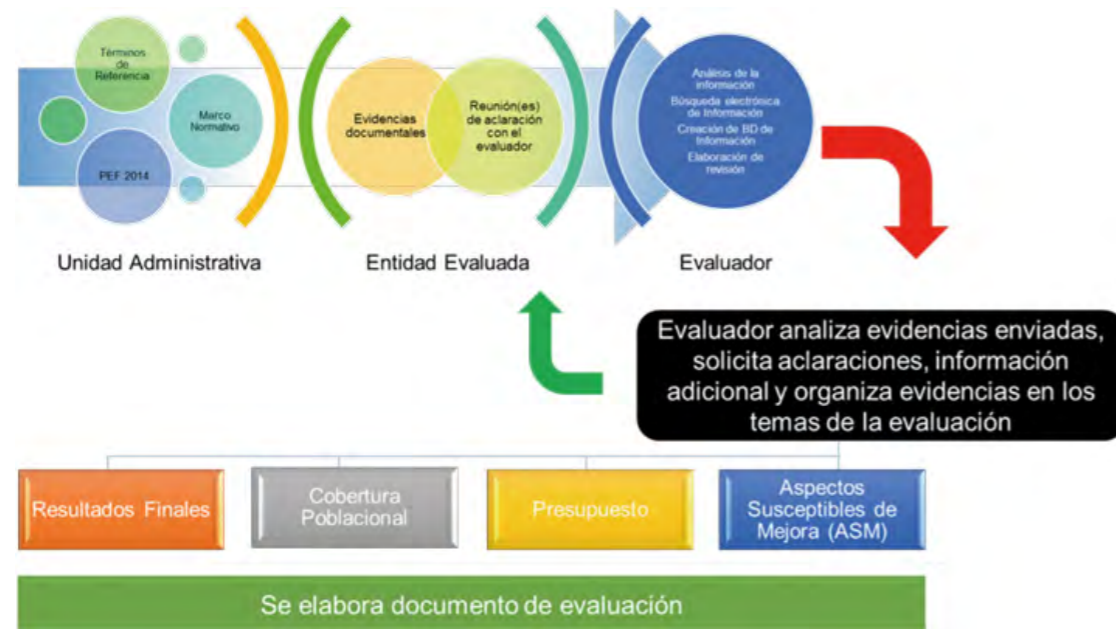 Términos
de
Referencia
Marco
Normativo
PEF 2014
Evidencias
documentales
Reunión(es)
de aclaración
con el
evaluador
Análisis de la
información
Búsqueda electrónica
de Información
Creación de BD de
Información
Elaboración de
revisión
Unidad Administrativa
Entidad Evaluada
Evaluador
Evaluador analiza evidencias enviadas,
solicita aclaraciones, información
adicional y organiza evidencias en los
temas de la evaluación
Resultados Finales
Cobertura
Poblacional
Presupuesto
Aspectos
Susceptibles de
Mejora (ASM)
Se elabora documento de evaluación